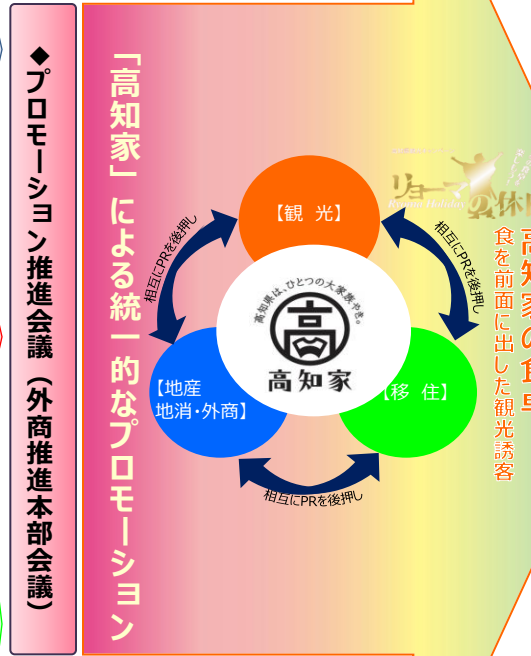 ◆プロモーション推進会議（外商推進本部会議）
「高知家」による統一的なプロモーション
【観 光】
相互にPRを後押し
相互にPRを後押し
高知県は、ひとつの大家族やき。
高
高知家
【地産
地消・外商】
【移 住】
相互にPRを後押し
リョーマの休日
Ryoma Holiday
高知家の食卓
食を前面に出した観光誘客